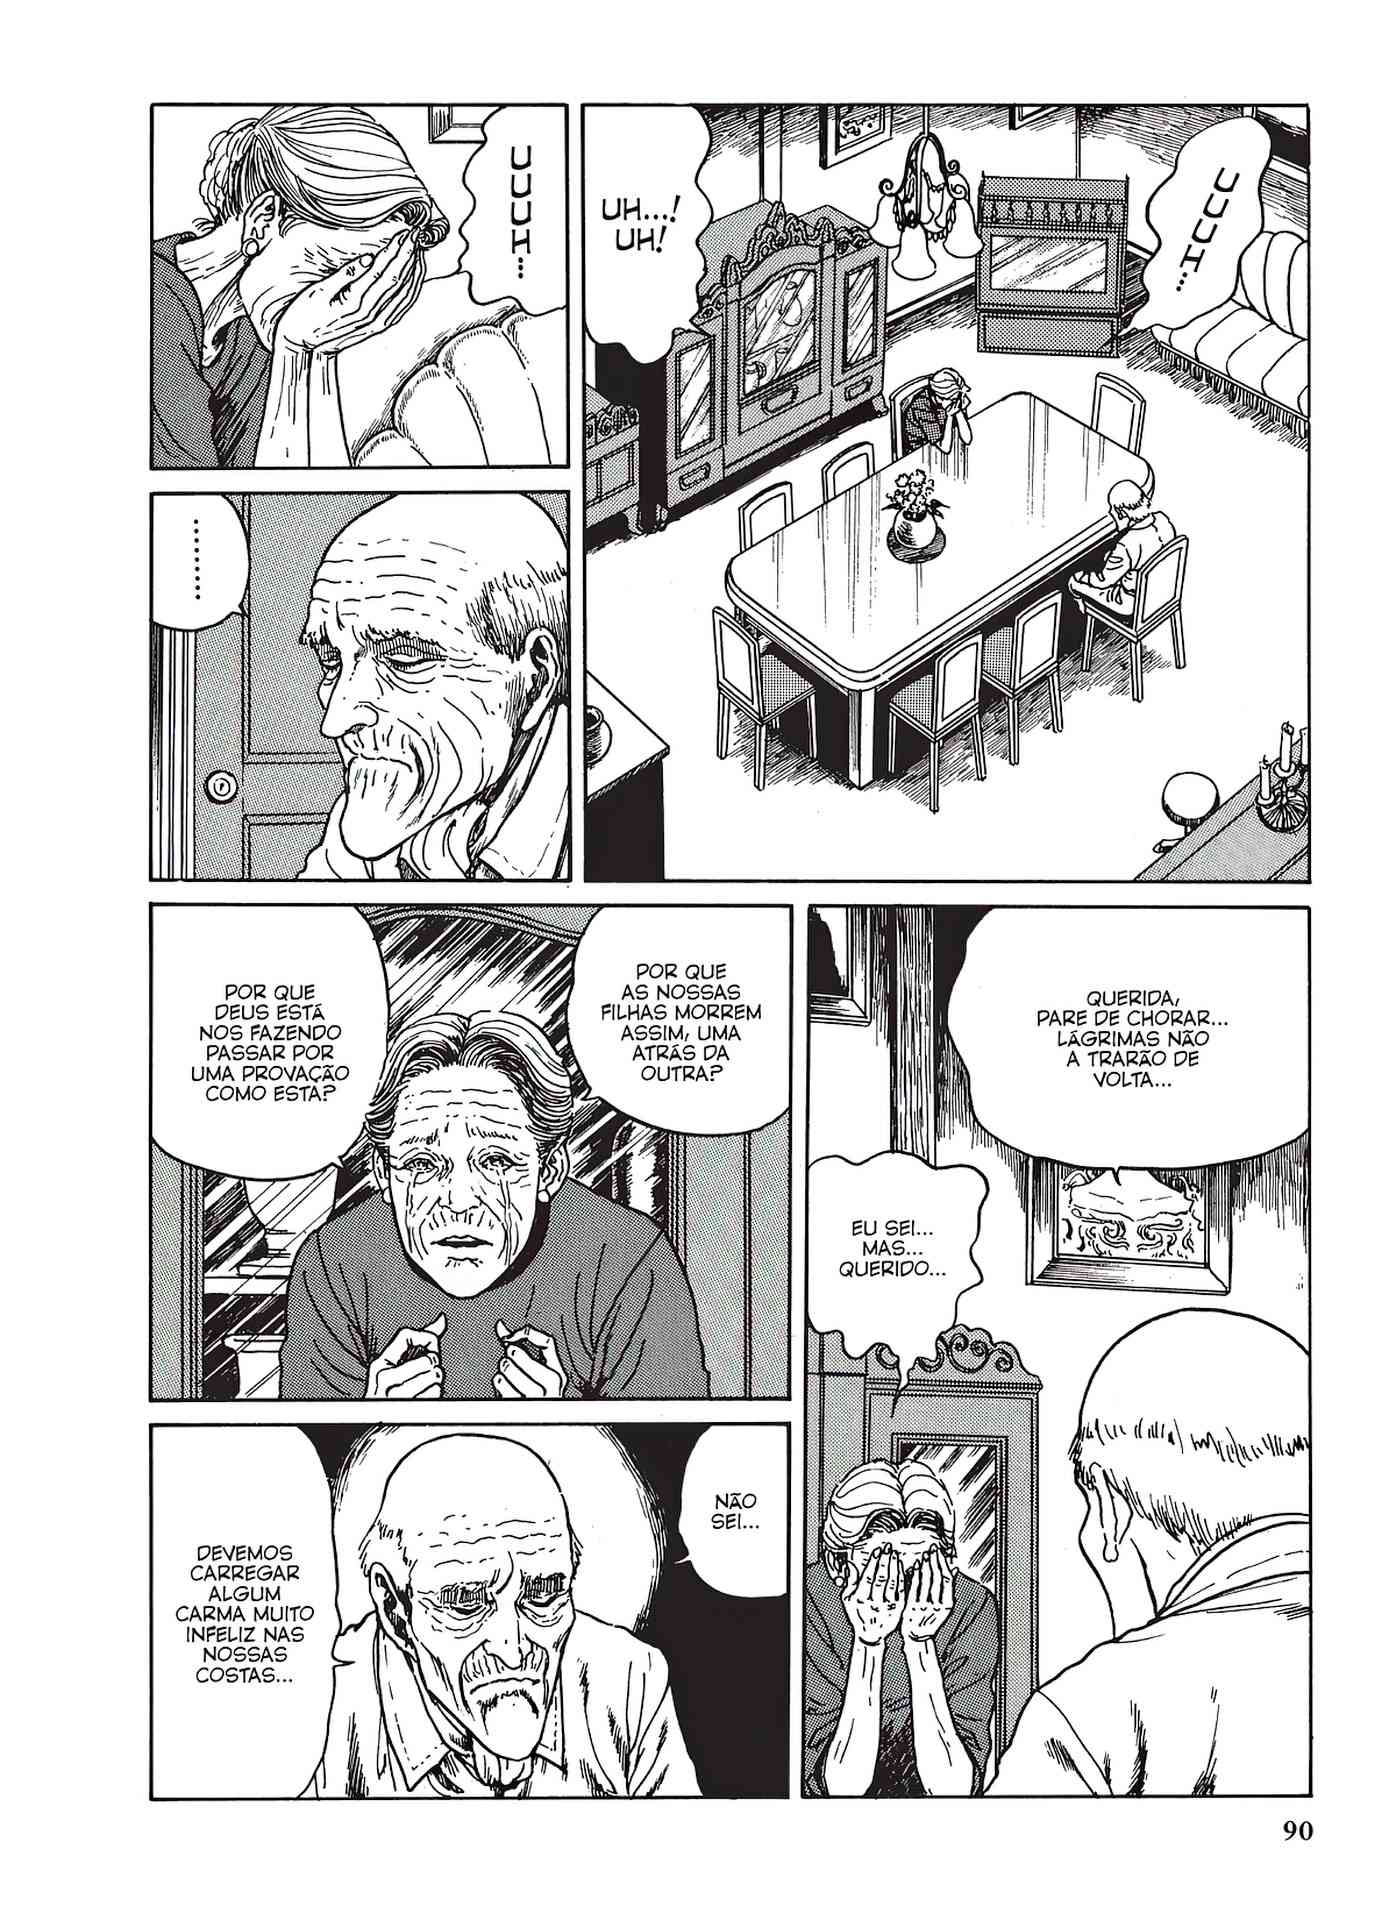 UUUH...
UH...!
UH!
UUUH...
........
QUERIDA,
PARE DE CHORAR...
LÁGRIMAS NÃO
A TRARÃO DE
VOLTA...
EU SEI...
MAS...
QUERIDO...
POR QUE
AS NOSSAS
FILHAS MORREM
ASSIM, UMA
ATRÁS DA
OUTRA?
POR QUE
DEUS ESTÁ
NOS FAZENDO
PASSAR POR
UMA PROVAÇÃO
COMO ESTA?
NÃO
SEI...
DEVEMOS
CARREGAR
ALGUM
CARMA MUITO
INFELIZ NAS
NOSSAS
COSTAS...
90